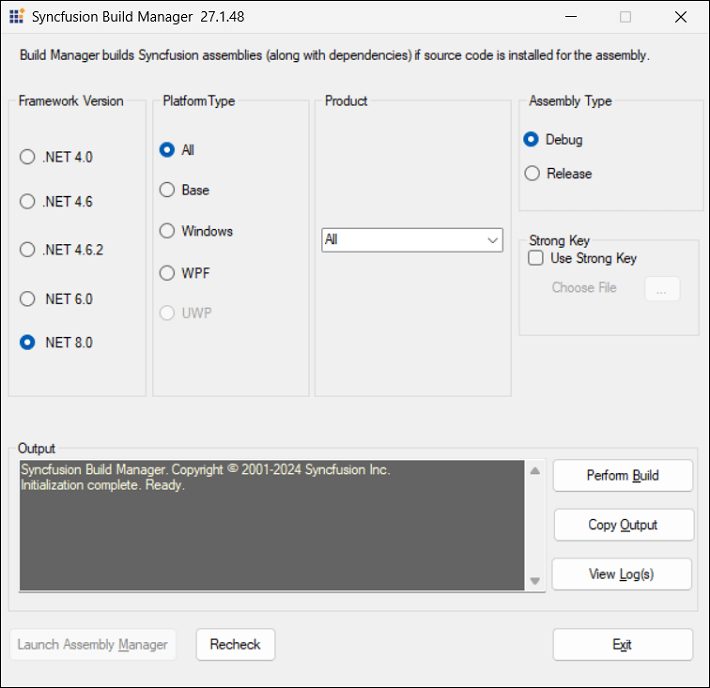 Syncfusion Build Manager 27.1.48
Build Manager builds Syncfusion assemblies (along with dependencies) if source code is installed for the assembly.
Framework Version
.NET 4.0
.NET 4.6
.NET 4.6.2
NET 6.0
NET 8.0
Platform Type
All
Base
Windows
WPF
UWP
Product
All
Assembly Type
Debug
Release
Strong Key
Use Strong Key
Choose File
...
Output
Syncfusion Build Manager. Copyright © 2001-2024 Syncfusion Inc.
Initialization complete. Ready.
Perform Build
Copy Output
View Log(s)
Launch Assembly Manager
Recheck
Exit